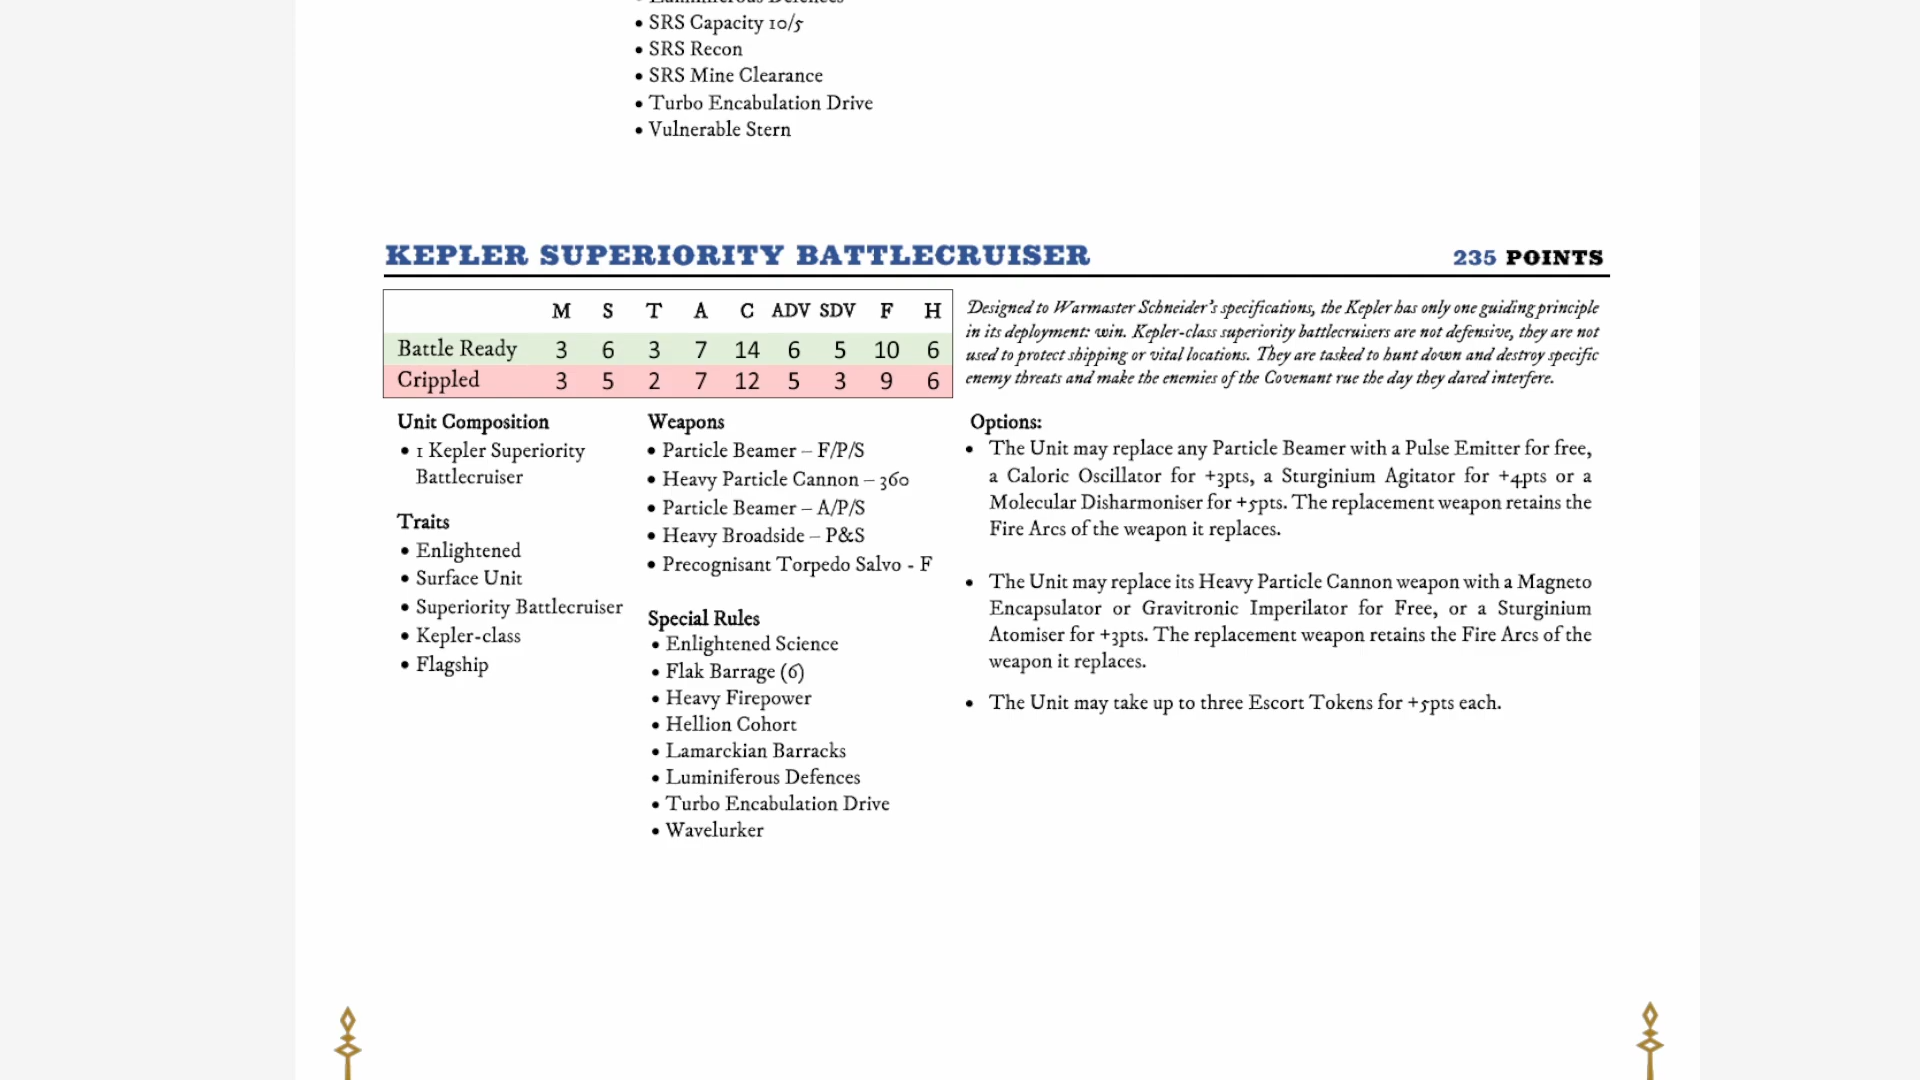 • SRS Capacity 10/5
• SRS Recon
• SRS Mine Clearance
• Turbo Encabulation Drive
• Vulnerable Stern
KEPLER SUPERIORITY BATTLECRUISER
235 POINTS
M S T A C ADV SDV F H
Battle Ready 3 6 3 7 14 6 5 10 6
Crippled 3 5 2 7 12 5 3 9 6
Designed to Warmaster Schneider's specifications, the Kepler has only one guiding principle
in its deployment: win. Kepler-class superiority battlecruisers are not defensive, they are not
used to protect shipping or vital locations. They are tasked to hunt down and destroy specific
enemy threats and make the enemies of the Covenant rue the day they dared interfere.
Unit Composition
• 1 Kepler Superiority
Battlecruiser
Traits
• Enlightened
• Surface Unit
• Superiority Battlecruiser
• Kepler-class
• Flagship
Weapons
• Particle Beamer – F/P/S
• Heavy Particle Cannon – 360
• Particle Beamer – A/P/S
• Heavy Broadside – P&S
• Precognisant Torpedo Salvo - F
Special Rules
• Enlightened Science
• Flak Barrage (6)
• Heavy Firepower
• Hellion Cohort
• Lamarckian Barracks
• Luminiferous Defences
• Turbo Encabulation Drive
• Wavelurker
Options:
• The Unit may replace any Particle Beamer with a Pulse Emitter for free,
a Caloric Oscillator for +3pts, a Sturginium Agitator for +4pts or a
Molecular Disharmoniser for +5pts. The replacement weapon retains the
Fire Arcs of the weapon it replaces.
• The Unit may replace its Heavy Particle Cannon weapon with a Magneto
Encapsulator or Gravitronic Imperilator for Free, or a Sturginium
Atomiser for +3pts. The replacement weapon retains the Fire Arcs of the
weapon it replaces.
• The Unit may take up to three Escort Tokens for +5pts each.